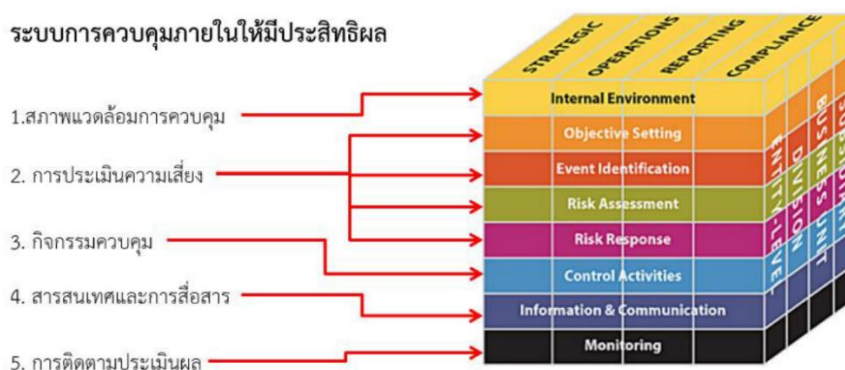 ระบบการควบคุมภายในให้มีประสิทธิผล
1.สภาพแวดล้อมการควบคุม
2. การประเมินความเสี่ยง
3. กิจกรรมควบคุม
4. สารสนเทศและการสื่อสาร
5. การติดตามประเมินผล
STRATEGIC
OPERATIONS
REPORTING
COMPLIANCE
Internal Environment
Objective Setting
Event Identification
Risk Assessment
Risk Response
Control Activities
Information & Communication
Monitoring
ENTITY-LEVEL
DIVISION
BUSINESS UNIT
SUBSIDIARY